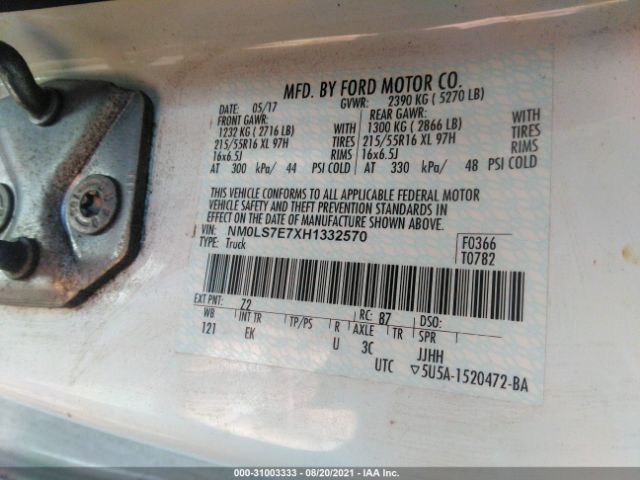 MFD. BY FORD MOTOR CO.
DATE: 05/17 GVWR: 2390 KG ( 5270 LB)
FRONT GAWR: REAR GAWR:
1232 KG ( 2716 LB) WITH 1300 KG ( 2866 LB) WITH
215/55R16 XL 97H TIRES 215/55R16 XL 97H TIRES
16x6.5J RIMS 16x6.5J RIMS
AT 300 kPa/ 44 PSI COLD AT 330 kPa/ 48 PSI COLD
THIS VEHICLE CONFORMS TO ALL APPLICABLE FEDERAL MOTOR
VEHICLE SAFETY AND THEFT PREVENTION STANDARDS IN
EFFECT ON THE DATE OF MANUFACTURE SHOWN ABOVE.
VIN: NM0LS7E7XH1332570 F0366
TYPE: Truck T0782
EXT PNT: Z2 RC: 87 DSO:
WB INT TR TP/PS R AXLE TR SPR
121 EK U 3C JJHH
UTC ▽5U5A-1520472-BA
000-31003333 - 08/20/2021 - IAA Inc.